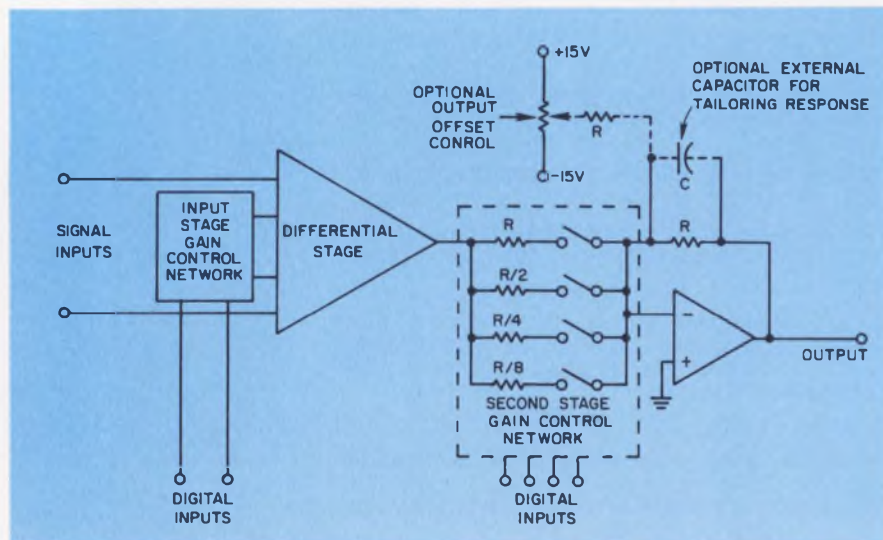 +15V
OPTIONAL
OUTPUT
OFFSET
CONROL
R
-15V
OPTIONAL EXTERNAL
CAPACITOR FOR
TAILORING RESPONSE
C
SIGNAL
INPUTS
INPUT
STAGE
GAIN
CONTROL
NETWORK
DIFFERENTIAL
STAGE
R
R/2
R/4
R/8
SECOND STAGE
GAIN CONTROL
NETWORK
R
-
+
OUTPUT
DIGITAL
INPUTS
DIGITAL
INPUTS